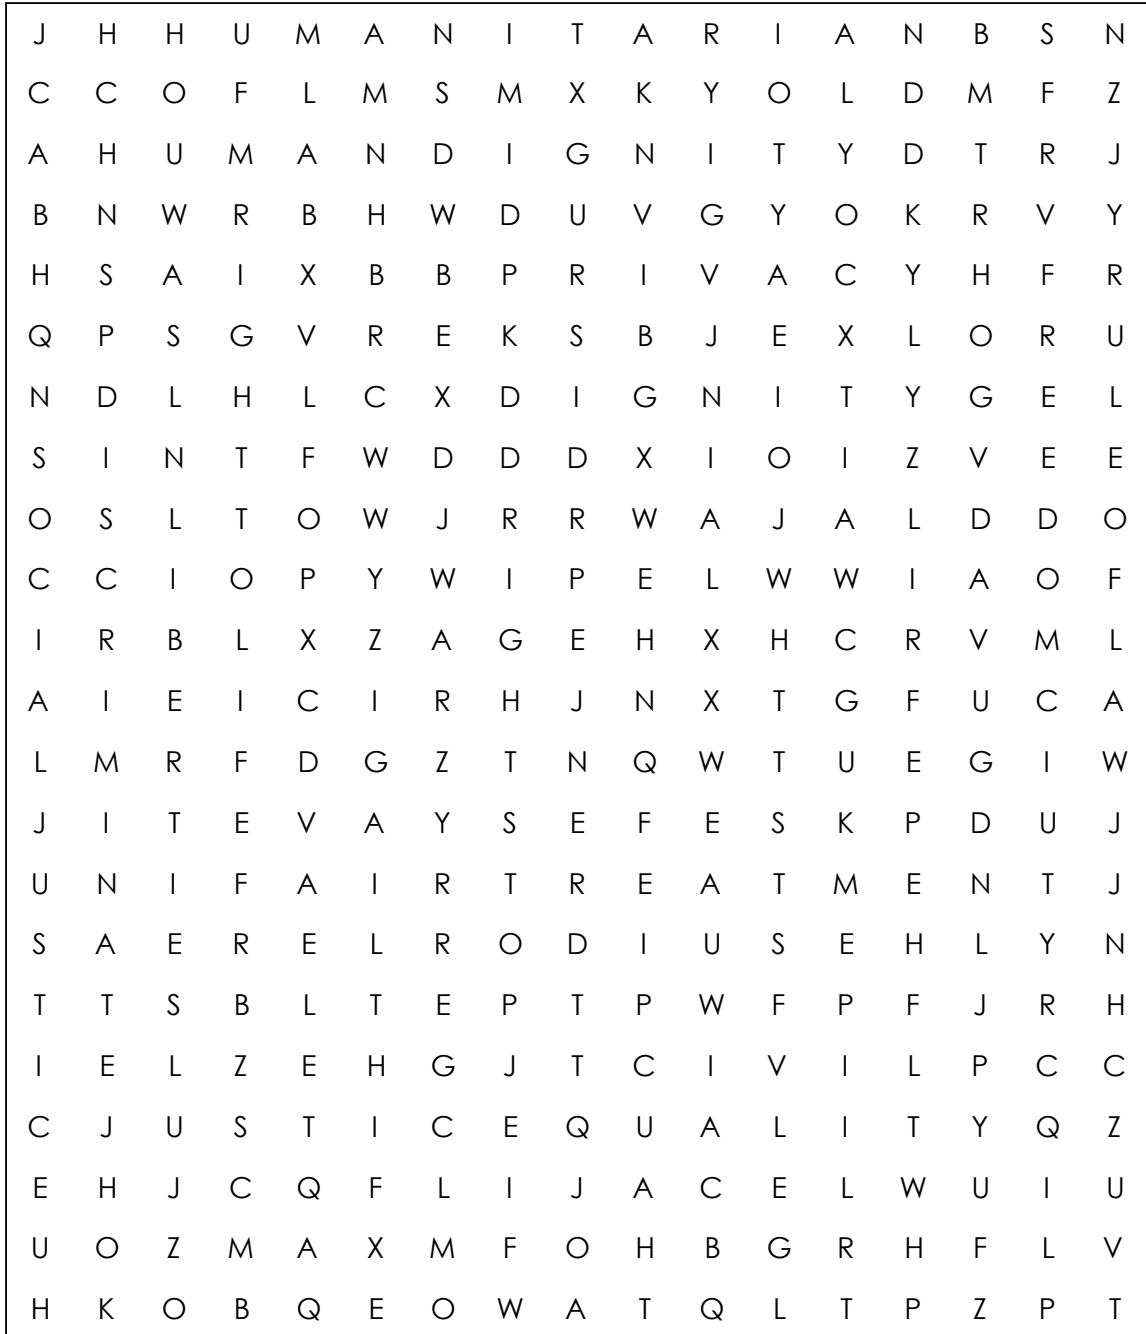 J H H U M A N I T A R I A N B S N
C C O F L M S M X K Y O L D M F Z
A H U M A N D I G N I T Y D T R J
B N W R B H W D U V G Y O K R V Y
H S A I X B B P R I V A C Y H F R
Q P S G V R E K S B J E X L O R U
N D L H L C X D I G N I T Y G E L
S I N T F W D D D X I O I Z V E E
O S L T O W J R R W A J A L D D O
C C I O P Y W I P E L W W I A O F
I R B L X Z A G E H X H C R V M L
A I E I C I R H J N X T G F U C A
L M R F D G Z T N Q W T U E G I W
J I T E V A Y S E F E S K P D U J
U N I F A I R T R E A T M E N T J
S A E R E L R O D I U S E H L Y N
T T S B L T E P T P W F P F J R H
I E L Z E H G J T C I V I L P C C
C J U S T I C E Q U A L I T Y Q Z
E H J C Q F L I J A C E L W U I U
U O Z M A X M F O H B G R H F L V
H K O B Q E O W A T Q L T P Z P T